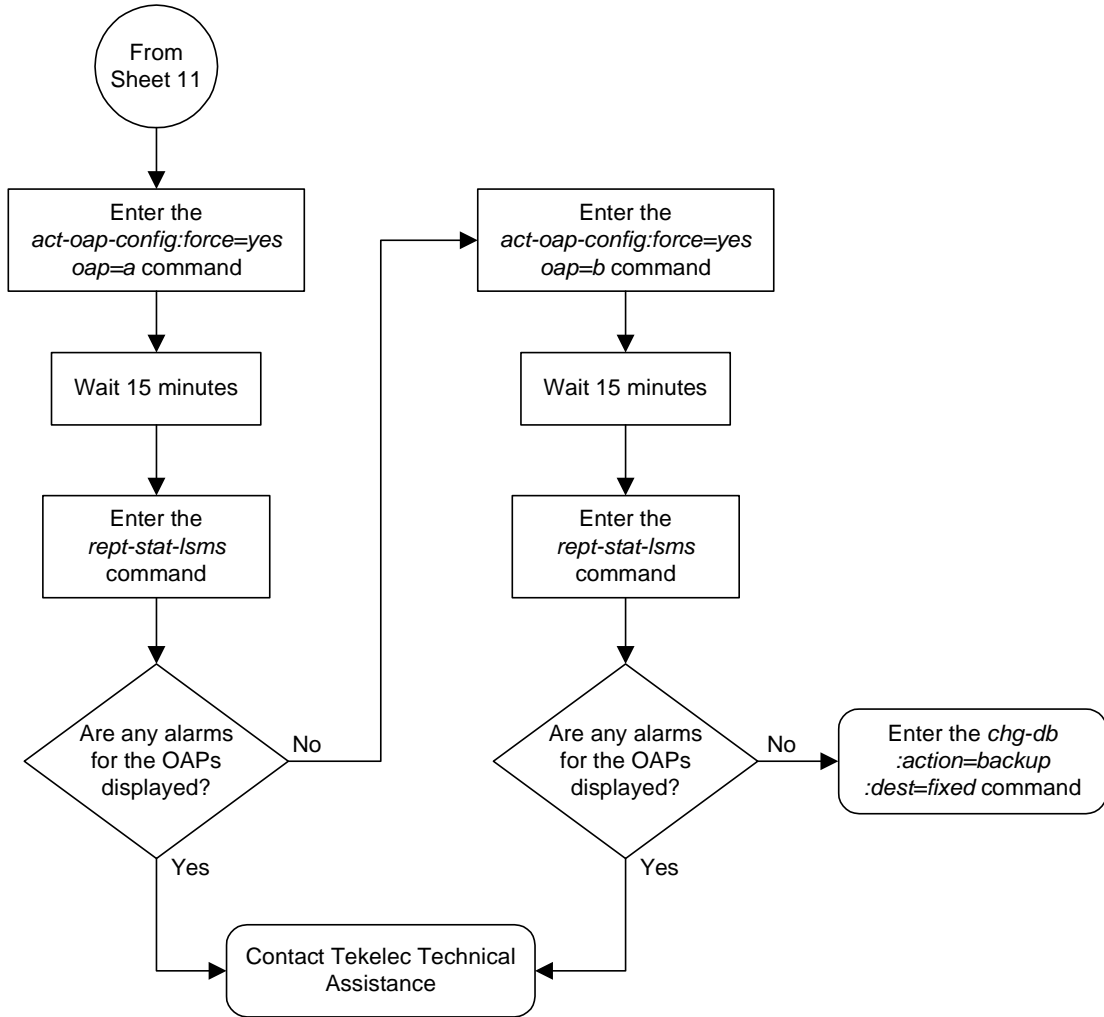 From
Sheet 11
Enter the
act-oap-config:force=yes
oap=a command
Wait 15 minutes
Enter the
rept-stat-lsms
command
Are any alarms
for the OAPs
displayed?
No
Yes
Enter the
act-oap-config:force=yes
oap=b command
Wait 15 minutes
Enter the
rept-stat-lsms
command
Are any alarms
for the OAPs
displayed?
No
Yes
Enter the chg-db
:action=backup
:dest=fixed command
Contact Tekelec Technical
Assistance